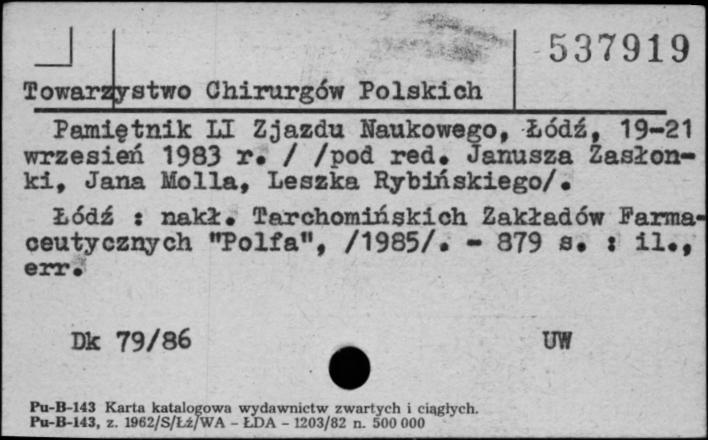 537919
Towarzystwo Chirurgów Polskich
Pamiętnik LI Zjazdu Naukowego, Łódź, 19-21
wrzesień 1983 r. / /pod red. Janusza Zasłon-
ki, Jana Molla, Leszka Rybińskiego/.
Łódź : nakł. Tarchomińskich Zakładów Farma-
ceutycznych "Polfa", /1985/. - 879 s. : il.,
err.
Dk 79/86 UW
Pu-B-143 Karta katalogowa wydawnictw zwartych i ciągłych.
Pu-B-143, z. 1962/S/Łź/WA - ŁDA - 1203/82 n. 500 000